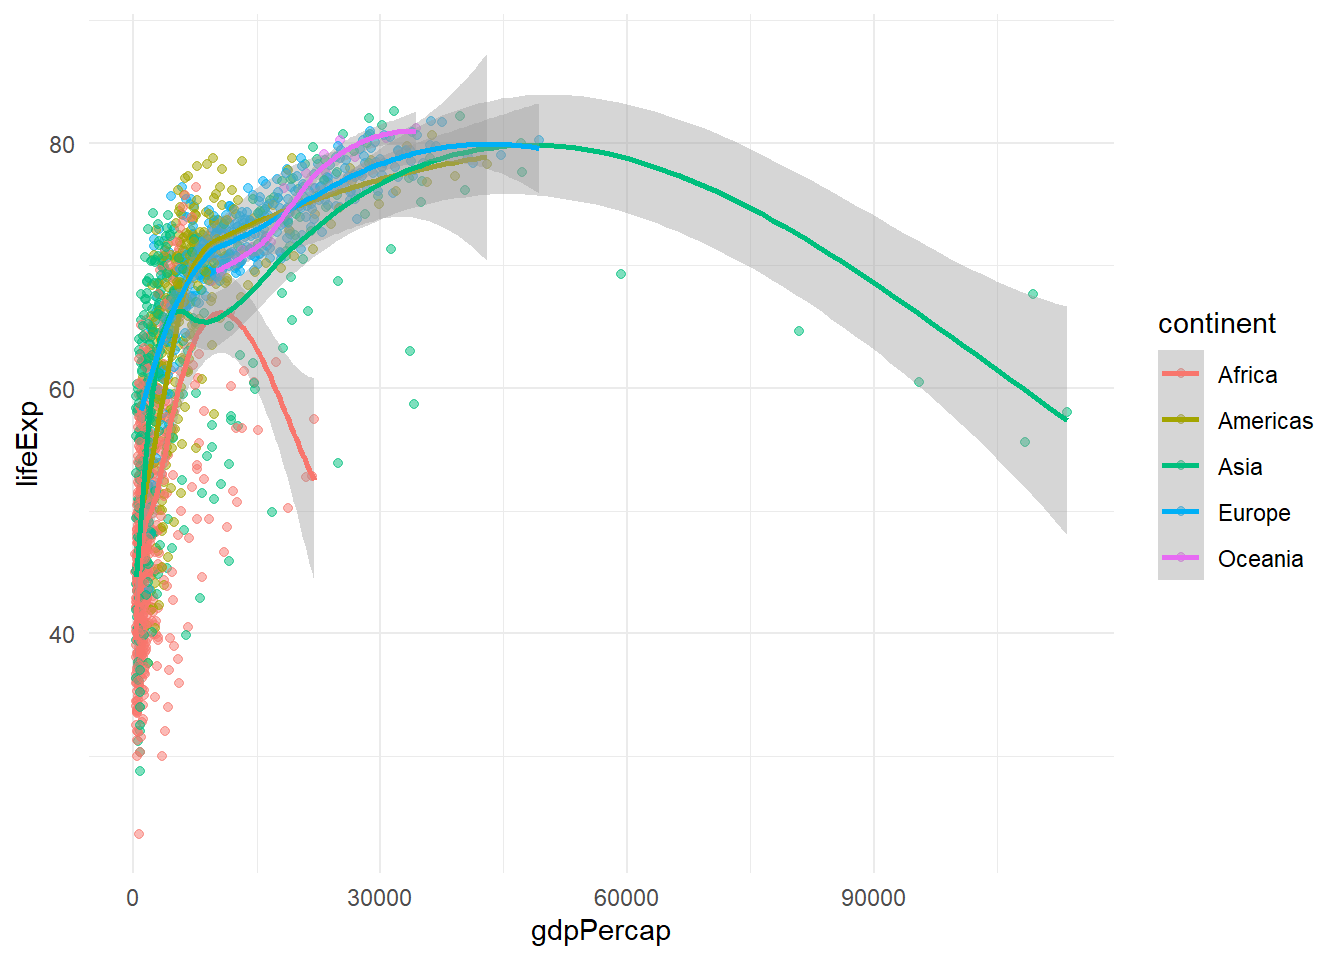 lifeExp
80
60
40
0
30000
60000
90000
gdpPercap
continent
Africa
Americas
Asia
Europe
Oceania